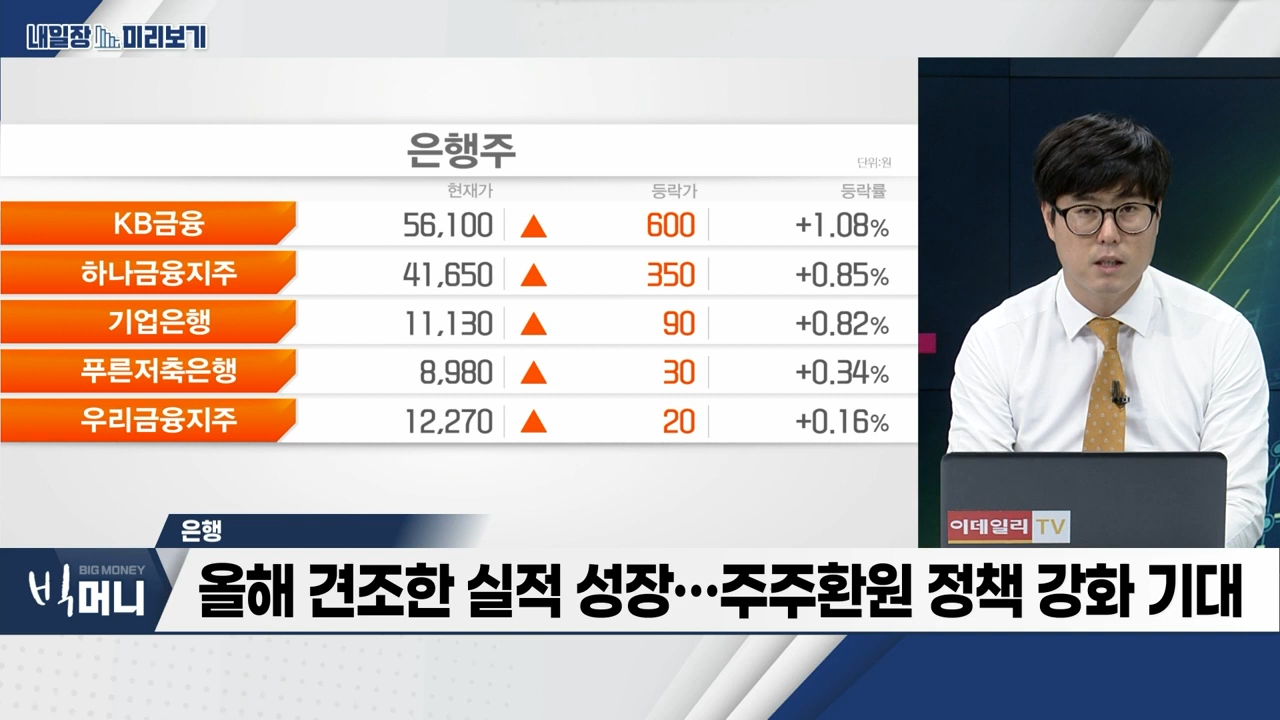 내일장 미리보기
은행주
단위:원
현재가 등락가 등락률
KB금융 56,100 ▲ 600 +1.08%
하나금융지주 41,650 ▲ 350 +0.85%
기업은행 11,130 ▲ 90 +0.82%
푸른저축은행 8,980 ▲ 30 +0.34%
우리금융지주 12,270 ▲ 20 +0.16%
이데일리 TV
은행
BIG MONEY
빅머니
올해 견조한 실적 성장…주주환원 정책 강화 기대